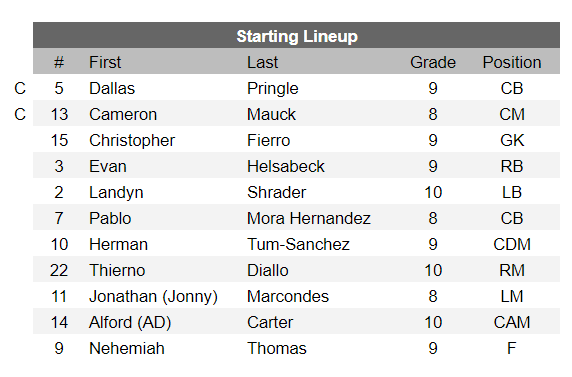 Starting Lineup
# First Last Grade Position
C 5 Dallas Pringle 9 CB
C 13 Cameron Mauck 8 CM
15 Christopher Fierro 9 GK
3 Evan Helsabeck 9 RB
2 Landyn Shrader 10 LB
7 Pablo Mora Hernandez 8 CB
10 Herman Tum-Sanchez 9 CDM
22 Thierno Diallo 10 RM
11 Jonathan (Jonny) Marcondes 8 LM
14 Alford (AD) Carter 10 CAM
9 Nehemiah Thomas 9 F